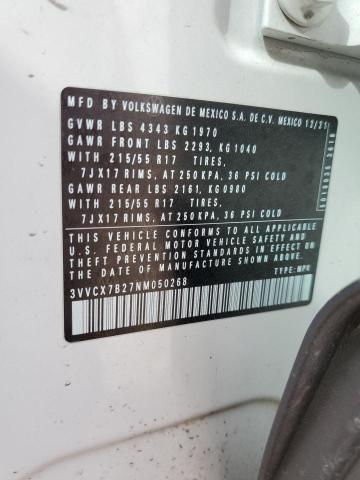 MFD BY VOLKSWAGEN DE MEXICO S.A. DE C.V. MEXICO 12/21
GVWR LBS 4343 KG 1970
GAWR FRONT LBS 2293, KG 1040
WITH 215/55 R17 TIRES,
7JX17 RIMS, AT 250 KPA, 36 PSI COLD
GAWR REAR LBS 2161, KG 0980
WITH 215/55 R17 TIRES,
7JX17 RIMS, AT 250 KPA, 36 PSI COLD
THIS VEHICLE CONFORMS TO ALL APPLICABLE
U.S. FEDERAL MOTOR VEHICLE SAFETY AND
THEFT PREVENTION STANDARDS IN EFFECT ON
THE DATE OF MANUFACTURE SHOWN ABOVE
3VVCX7B27NM050268 TYPE: MPV